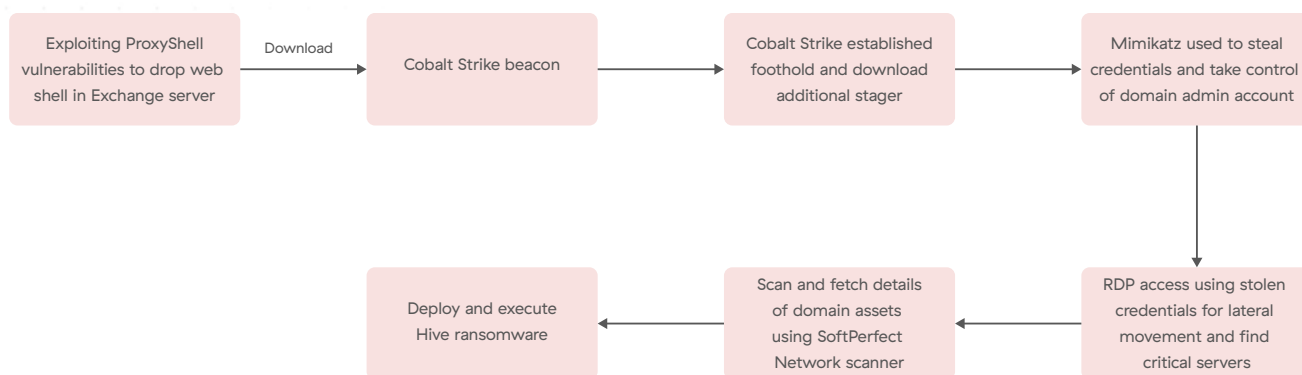 Exploiting ProxyShell
vulnerabilities to drop web
shell in Exchange server
Download
Cobalt Strike beacon
Cobalt Strike established
foothold and download
additional stager
Mimikatz used to steal
credentials and take control
of domain admin account
RDP access using stolen
credentials for lateral
movement and find
critical servers
Scan and fetch details
of domain assets
using SoftPerfect
Network scanner
Deploy and execute
Hive ransomware